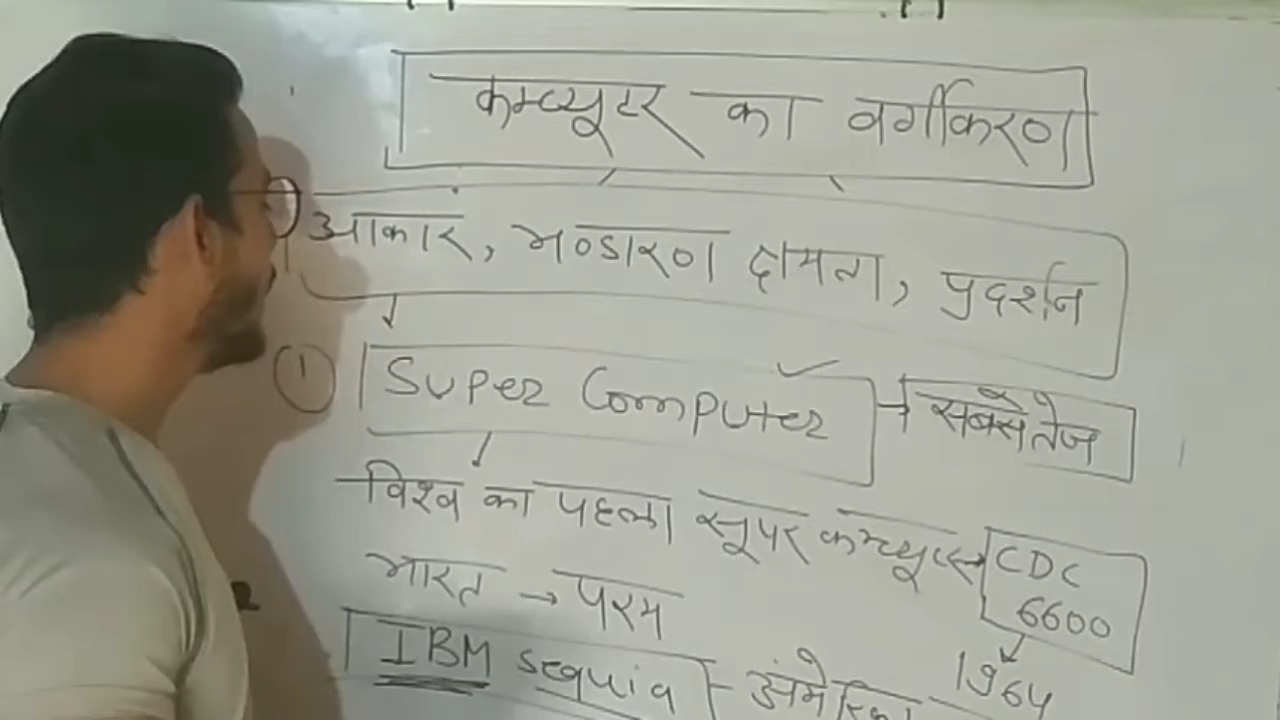 कम्प्यूटर का वर्गीकरण
आकार, भण्डारण क्षमता, प्रदर्शन
① Super Computer → सबसे तेज
विश्व का पहला सूपर कम्प्यूटर → CDC 6600
1964
भारत → परम
IBM sequia - अमेरिका